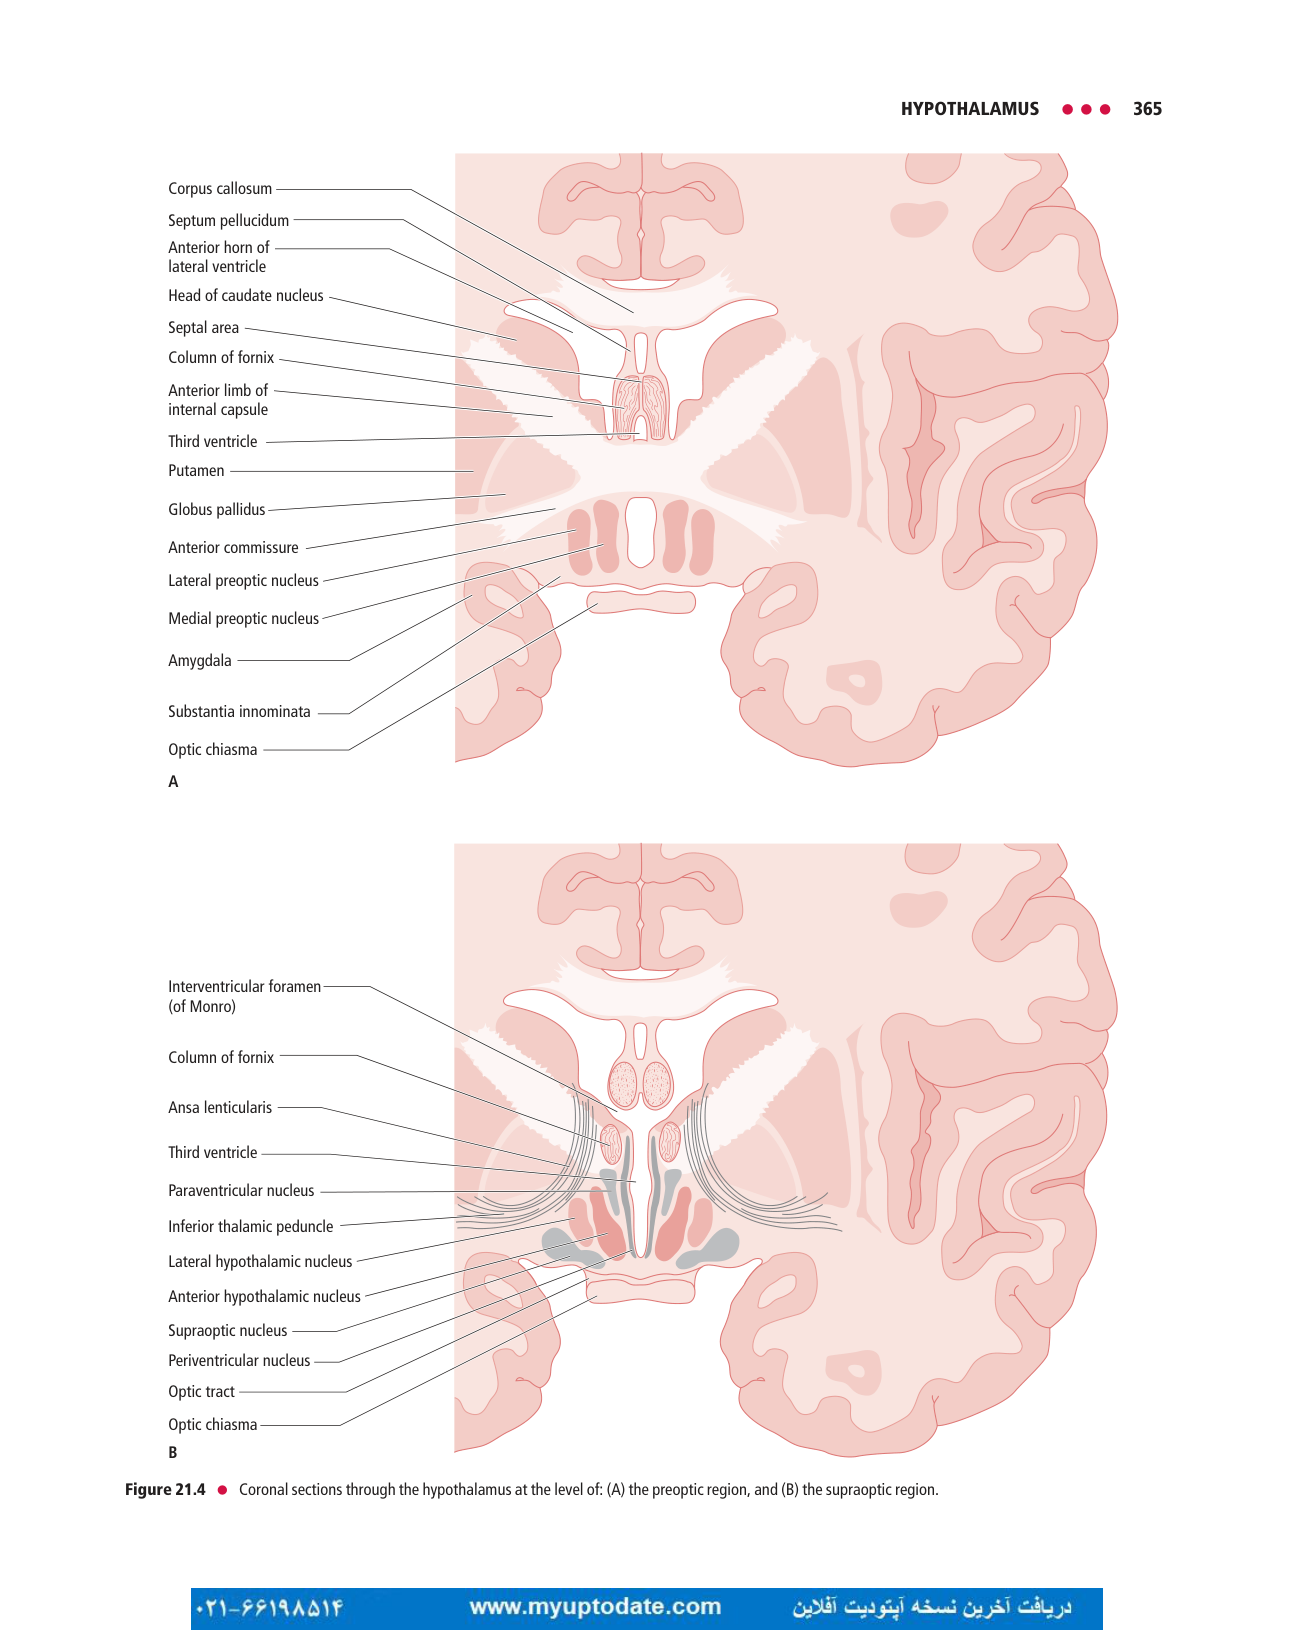 HYPOTHALAMUS ● ● ● 365
Corpus callosum
Septum pellucidum
Anterior horn of
lateral ventricle
Head of caudate nucleus
Septal area
Column of fornix
Anterior limb of
internal capsule
Third ventricle
Putamen
Globus pallidus
Anterior commissure
Lateral preoptic nucleus
Medial preoptic nucleus
Amygdala
Substantia innominata
Optic chiasma
A
Interventricular foramen
(of Monro)
Column of fornix
Ansa lenticularis
Third ventricle
Paraventricular nucleus
Inferior thalamic peduncle
Lateral hypothalamic nucleus
Anterior hypothalamic nucleus
Supraoptic nucleus
Periventricular nucleus
Optic tract
Optic chiasma
B
Figure 21.4 ● Coronal sections through the hypothalamus at the level of: (A) the preoptic region, and (B) the supraoptic region.
۰۲۱-۶۶۱۹۸۵۱۴ www.myuptodate.com دریافت آخرین نسخه آپتودیت آفلاین